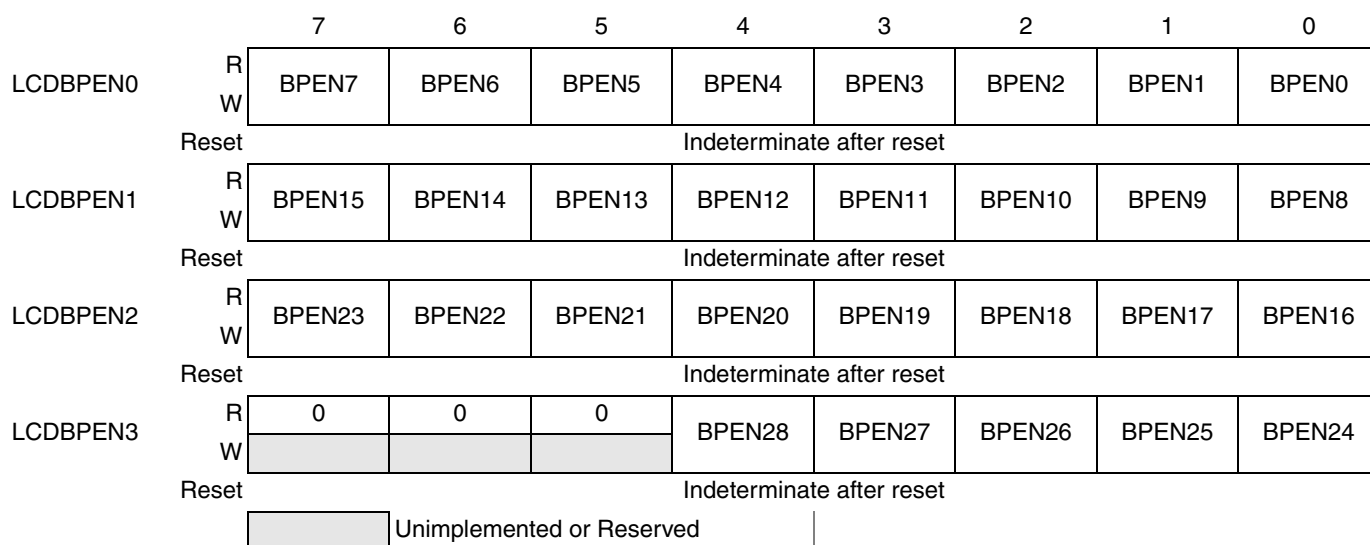 7 6 5 4 3 2 1 0
LCDBPEN0 R BPEN7 BPEN6 BPEN5 BPEN4 BPEN3 BPEN2 BPEN1 BPEN0
W
Reset Indeterminate after reset
LCDBPEN1 R BPEN15 BPEN14 BPEN13 BPEN12 BPEN11 BPEN10 BPEN9 BPEN8
W
Reset Indeterminate after reset
LCDBPEN2 R BPEN23 BPEN22 BPEN21 BPEN20 BPEN19 BPEN18 BPEN17 BPEN16
W
Reset Indeterminate after reset
LCDBPEN3 R 0 0 0 BPEN28 BPEN27 BPEN26 BPEN25 BPEN24
W
Reset Indeterminate after reset
Unimplemented or Reserved